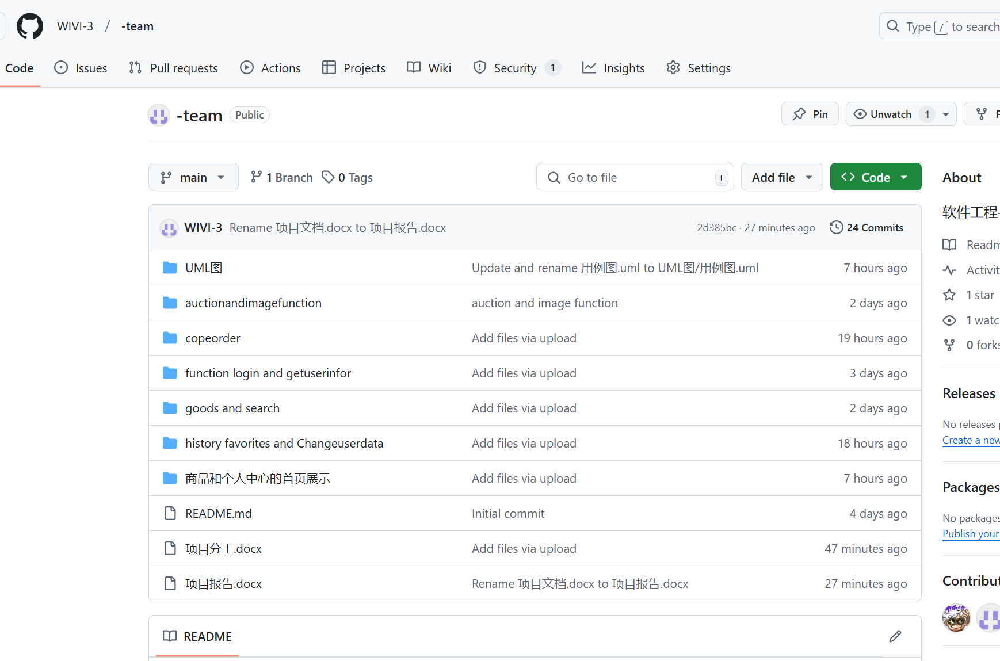 WIVI-3 / -team
Type / to search
Code Issues Pull requests Actions Projects Wiki Security 1 Insights Settings
-team Public
Pin Unwatch 1
main 1 Branch 0 Tags
Go to file t Add file Code
WIVI-3 Rename 项目文档.docx to 项目报告.docx 2d385bc · 27 minutes ago 24 Commits
UML图 Update and rename 用例图.uml to UML图/用例图.uml 7 hours ago
auctionandimagefunction auction and image function 2 days ago
copeorder Add files via upload 19 hours ago
function login and getuserinfor Add files via upload 3 days ago
goods and search Add files via upload 2 days ago
history favorites and Changeuserdata Add files via upload 18 hours ago
商品和个人中心的首页展示 Add files via upload 7 hours ago
README.md Initial commit 4 days ago
项目分工.docx Add files via upload 47 minutes ago
项目报告.docx Rename 项目文档.docx to 项目报告.docx 27 minutes ago
README
About
软件工程-
Readm
Activit
1 star
1 watc
0 forks
Releases
No releases
Create a new
Packages
No packages
Publish your
Contribut